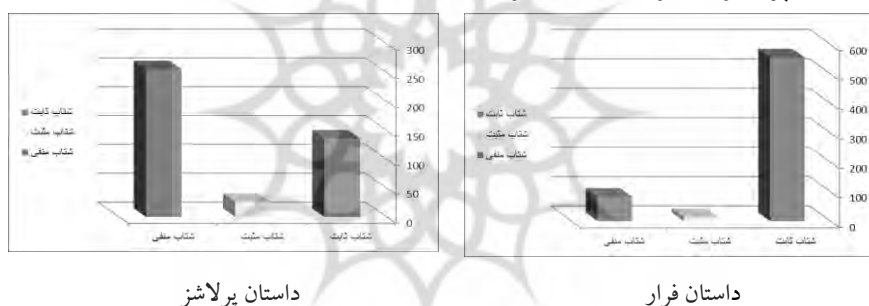 300
250
200
150
100
50
0
شتاب ثابت
شتاب مثبت
شتاب منفی
شتاب منفی
شتاب مثبت
شتاب ثابت
600
500
400
300
200
100
0
شتاب ثابت
شتاب مثبت
شتاب منفی
شتاب منفی
شتاب مثبت
شتاب ثابت
داستان فرار
داستان پرلاشز